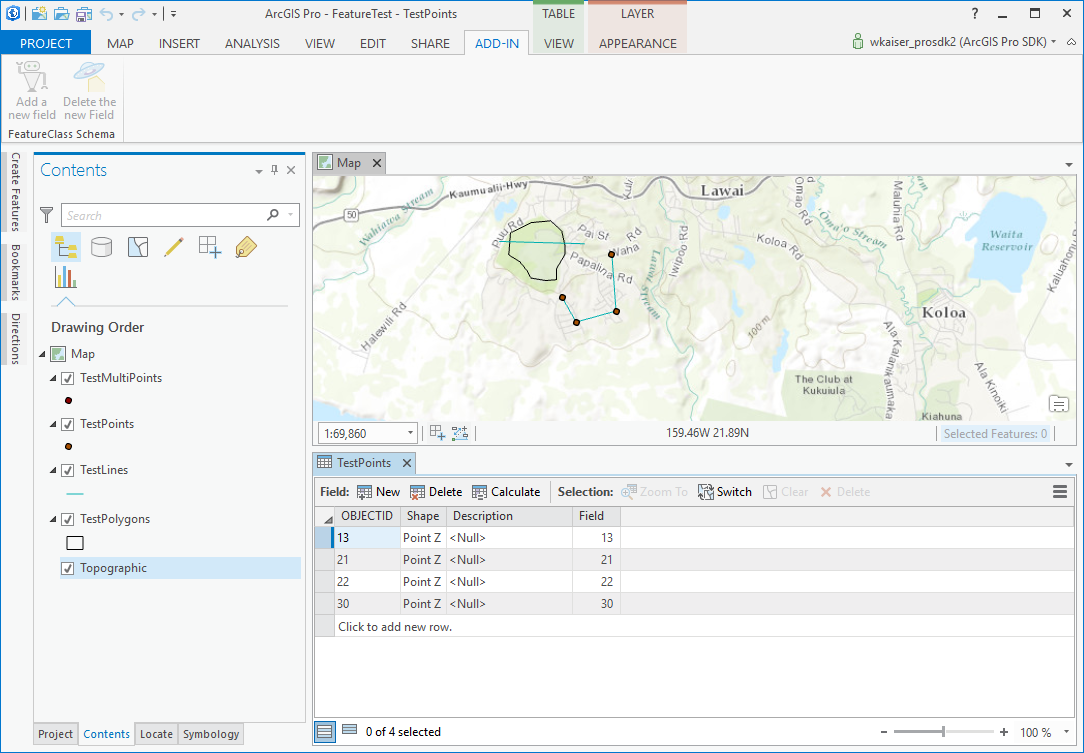 ArcGIS Pro - FeatureTest - TestPoints
TABLE LAYER
?
PROJECT MAP INSERT ANALYSIS VIEW EDIT SHARE ADD-IN VIEW APPEARANCE
wkaiser_prosdk2 (ArcGIS Pro SDK)
Add a new field
Delete the new Field
FeatureClass Schema
Create Features
Bookmarks
Directions
Contents
Search
Drawing Order
Map
TestMultiPoints
TestPoints
TestLines
TestPolygons
Topographic
Project Contents Locate Symbology
Map
Kaumualii-Hwy
50
Wahiawa Stream
Puu Rd
Pai St
Waha Rd
Papalina Rd
Lawai
Lawai Stream
Iwipoo Rd
Omao Rd
Omao Stream
Koloa Rd
Maluhia Rd
Waita Reservoir
Halewili Rd
100 m
Koloa
Ala Kinoiki
The Club at Kukuiula
Kiahuna
1:69,860
159.46W 21.89N
Selected Features: 0
TestPoints
Field: New Delete Calculate Selection: Zoom To Switch Clear Delete
OBJECTID Shape Description Field
13 Point Z <Null> 13
21 Point Z <Null> 21
22 Point Z <Null> 22
30 Point Z <Null> 30
Click to add new row.
0 of 4 selected
100 %